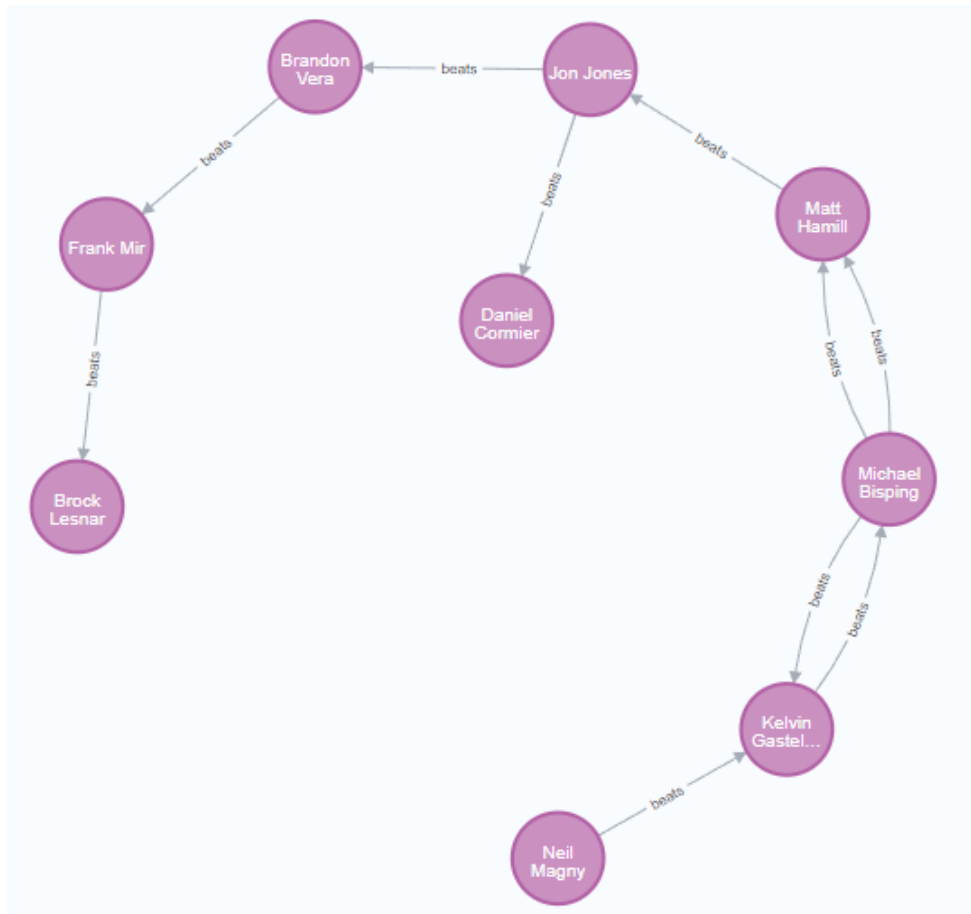 Brandon
Vera
beats
Jon Jones
beats
beats
beats
Matt
Hamill
Frank Mir
Daniel
Cormier
beats
beats
beats
Michael
Bisping
Brock
Lesnar
beats
beats
Kelvin
Gastel...
beats
Neil
Magny